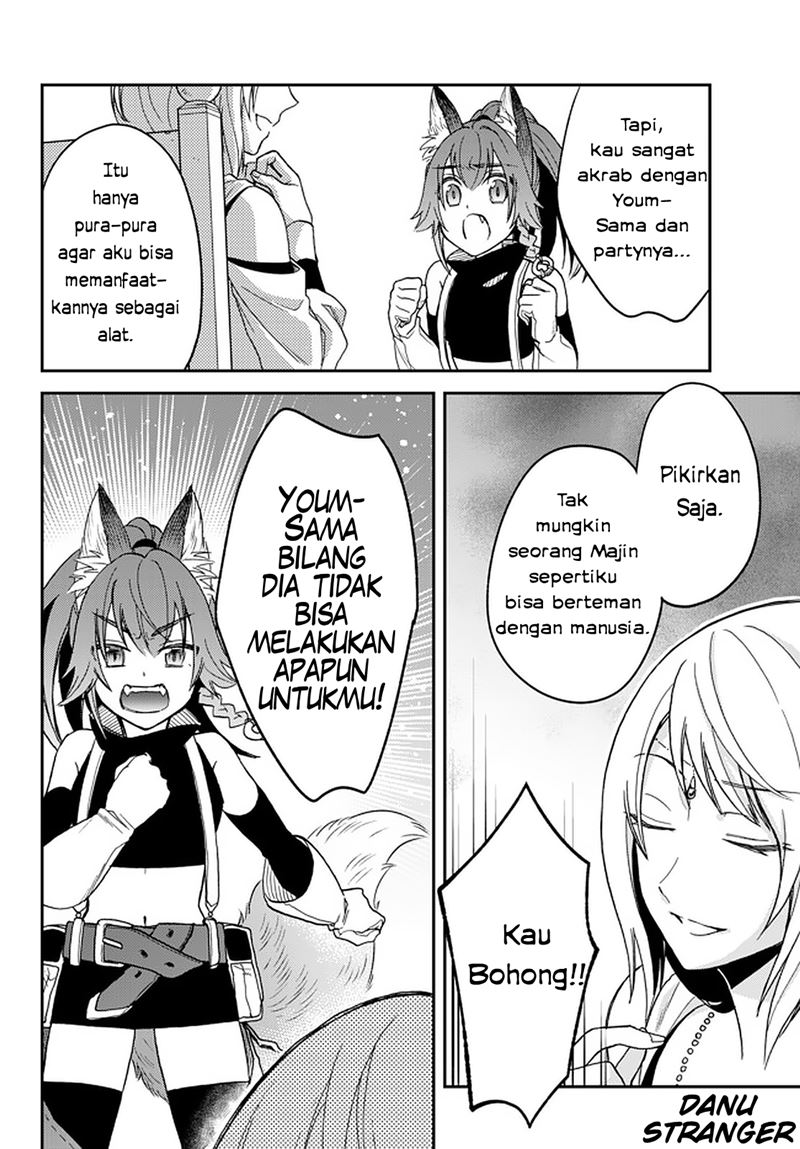 Tapi,
kau sangat
akrab dengan
Youm-
Sama dan
partynya...
Itu
hanya
pura-pura
agar aku bisa
memanfaat-
kannya sebagai
alat.
Pikirkan
Saja.
Tak
mungkin
seorang Majin
sepertiku
bisa berteman
dengan manusia.
Kau
Bohong!!
YOUM-
SAMA
BILANG
DIA TIDAK
BISA
MELAKUKAN
APAPUN
UNTUKMU!
DANU
STRANGER